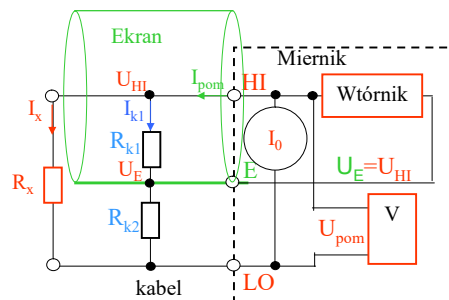 Ekran
Miernik
U_HI
I_pom
HI
Wtórnik
I_x
I_k1
I_0
R_k1
U_E
E
U_E=U_HI
R_x
R_k2
V
U_pom
LO
kabel